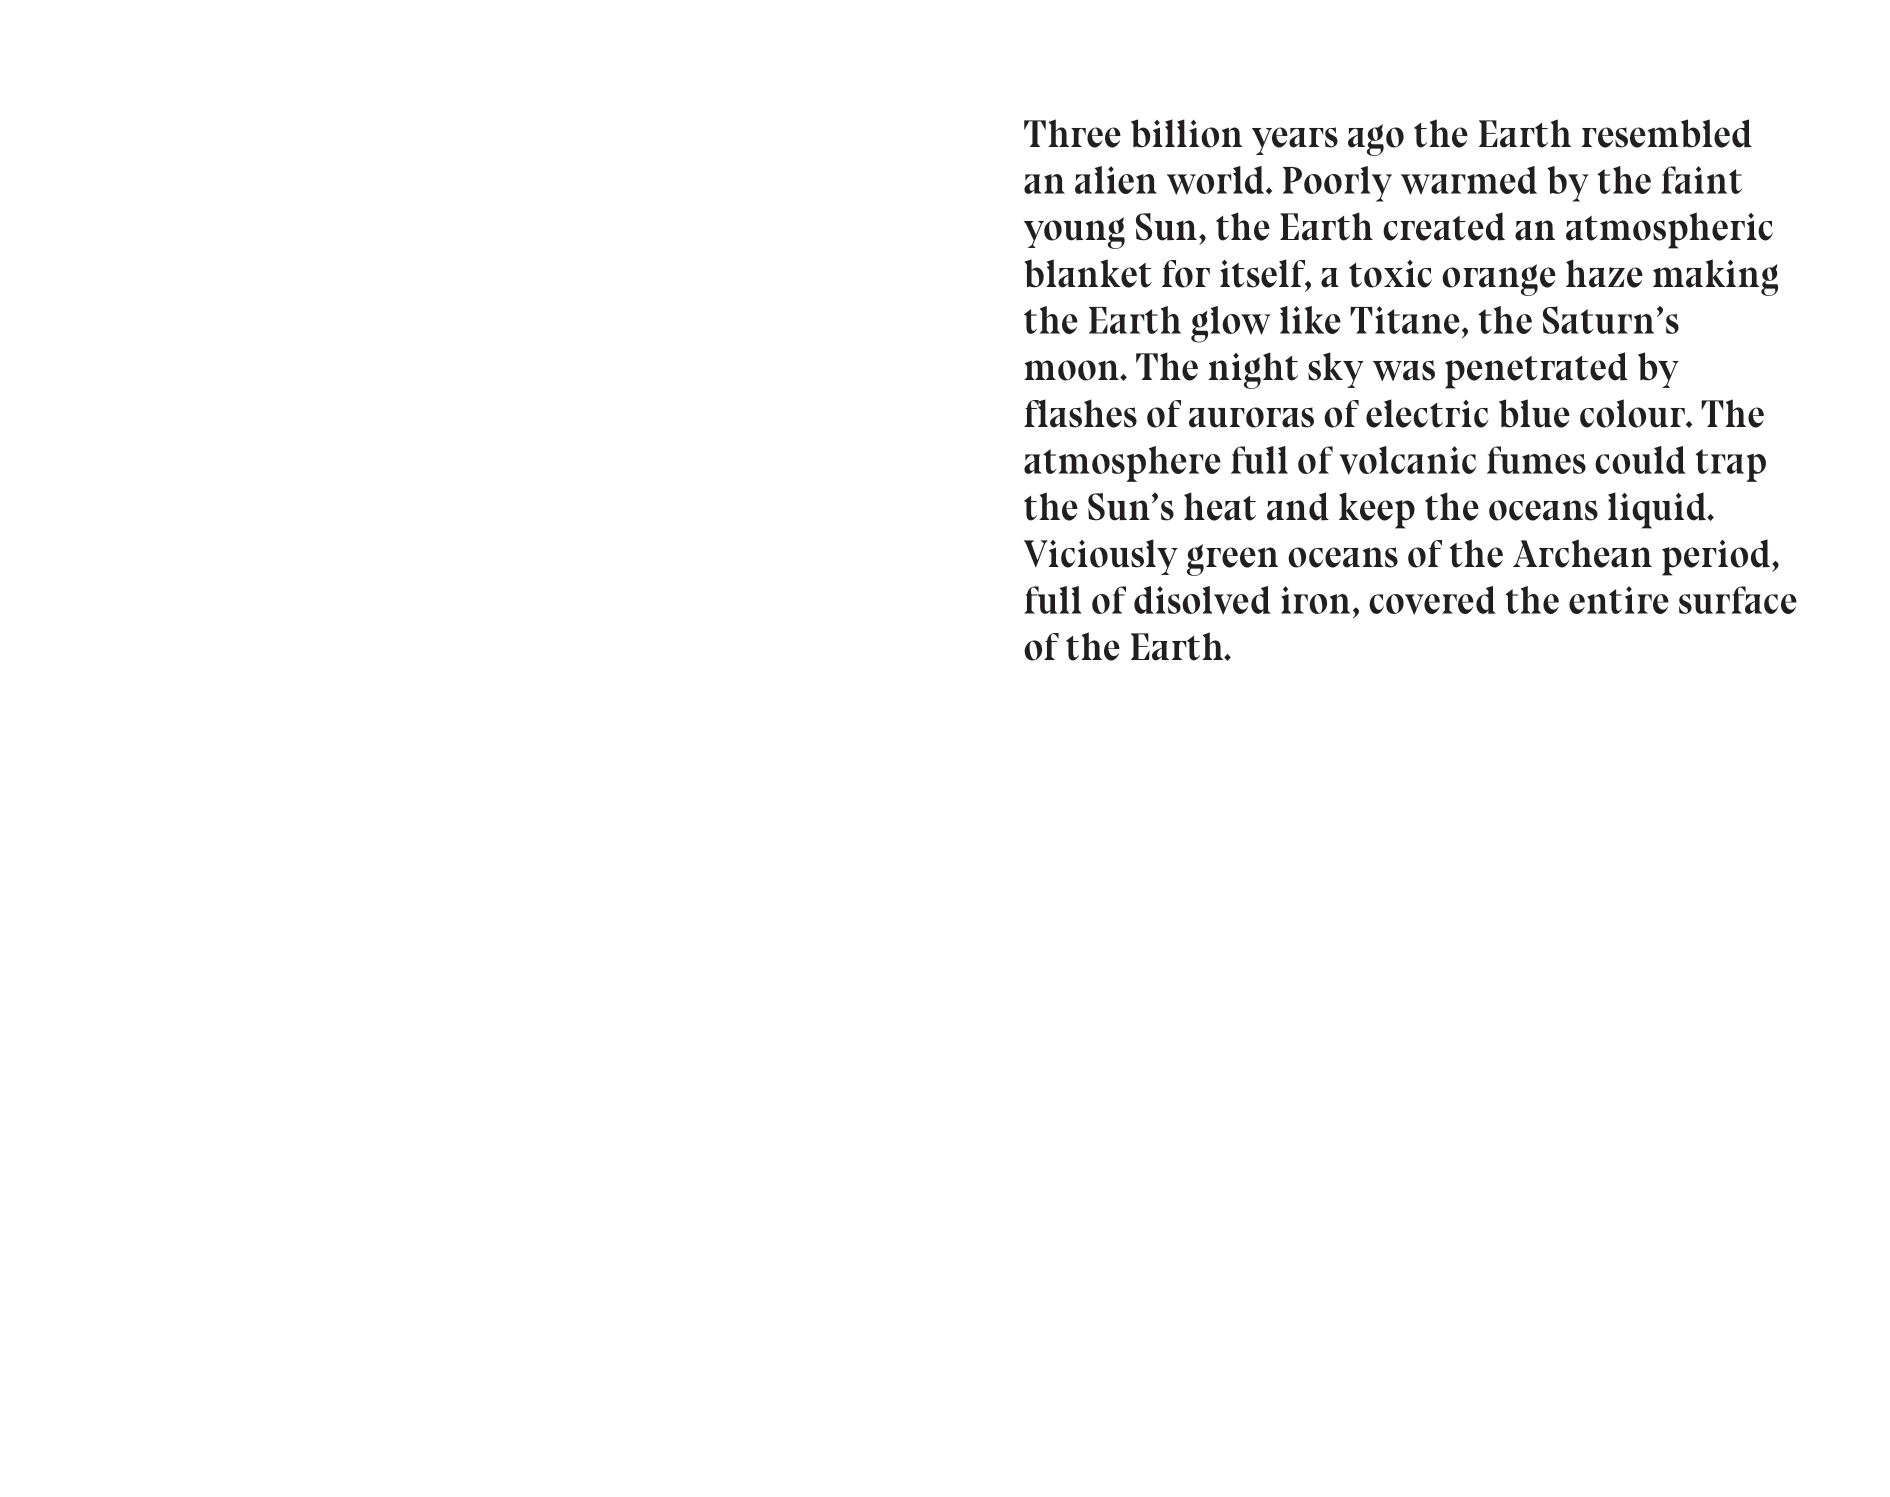 Three billion years ago the Earth resembled
an alien world. Poorly warmed by the faint
young Sun, the Earth created an atmospheric
blanket for itself, a toxic orange haze making
the Earth glow like Titane, the Saturn’s
moon. The night sky was penetrated by
flashes of auroras of electric blue colour. The
atmosphere full of volcanic fumes could trap
the Sun’s heat and keep the oceans liquid.
Viciously green oceans of the Archean period,
full of disolved iron, covered the entire surface
of the Earth.